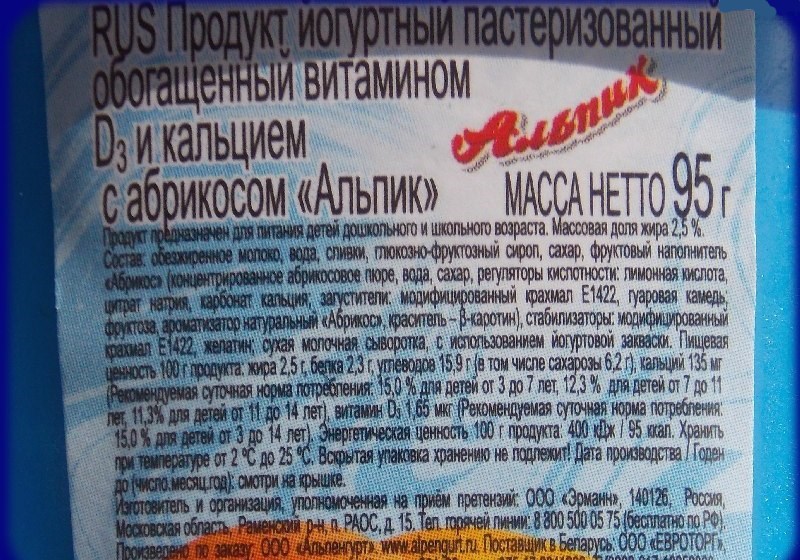 RUS Продукт йогуртный пастеризованный
обогащенный витамином
D₃ и кальцием
Альпик
с абрикосом «Альпик» МАССА НЕТТО 95 г
Продукт предназначен для питания детей дошкольного и школьного возраста. Массовая доля жира 2,5 %.
Состав: обезжиренное молоко, вода, сливки, глюкозно-фруктозный сироп, сахар, фруктовый наполнитель
«Абрикос» (концентрированное абрикосовое пюре, вода, сахар, регуляторы кислотности: лимонная кислота,
цитрат натрия, карбонат кальция, загустители: модифицированный крахмал Е1422, гуаровая камедь,
фруктоза, ароматизатор натуральный «Абрикос», краситель – β-каротин), стабилизаторы: модифицированный
крахмал Е1422, желатин; сухая молочная сыворотка, с использованием йогуртовой закваски. Пищевая
ценность 100 г продукта: жира 2,5 г, белка 2,3 г, углеводов 15,9 г (в том числе сахарозы 6,2 г), кальций 135 мг
(Рекомендуемая суточная норма потребления: 15,0 % для детей от 3 до 7 лет, 12,3 % для детей от 7 до 11
лет, 11,3% для детей от 11 до 14 лет), витамин D₃ 1,65 мкг (Рекомендуемая суточная норма потребления:
15,0 % для детей от 3 до 14 лет). Энергетическая ценность 100 г продукта: 400 кДж / 95 ккал. Хранить
при температуре от 2 °С до 25 °С. Вскрытая упаковка хранению не подлежит! Дата производства / Годен
до (число.месяц.год): смотри на крышке.
Изготовитель и организация, уполномоченная на приём претензий: ООО «Эрманн», 140126, Россия,
Московская область, Раменский р-н, п. РАОС, д. 15. Тел. горячей линии: 8 800 500 05 75 (бесплатно по РФ).
Произведено по заказу: ООО «Альпенгурт», www.alpengurt.ru. Поставщик в Беларусь: ООО «ЕВРОТОРГ»,